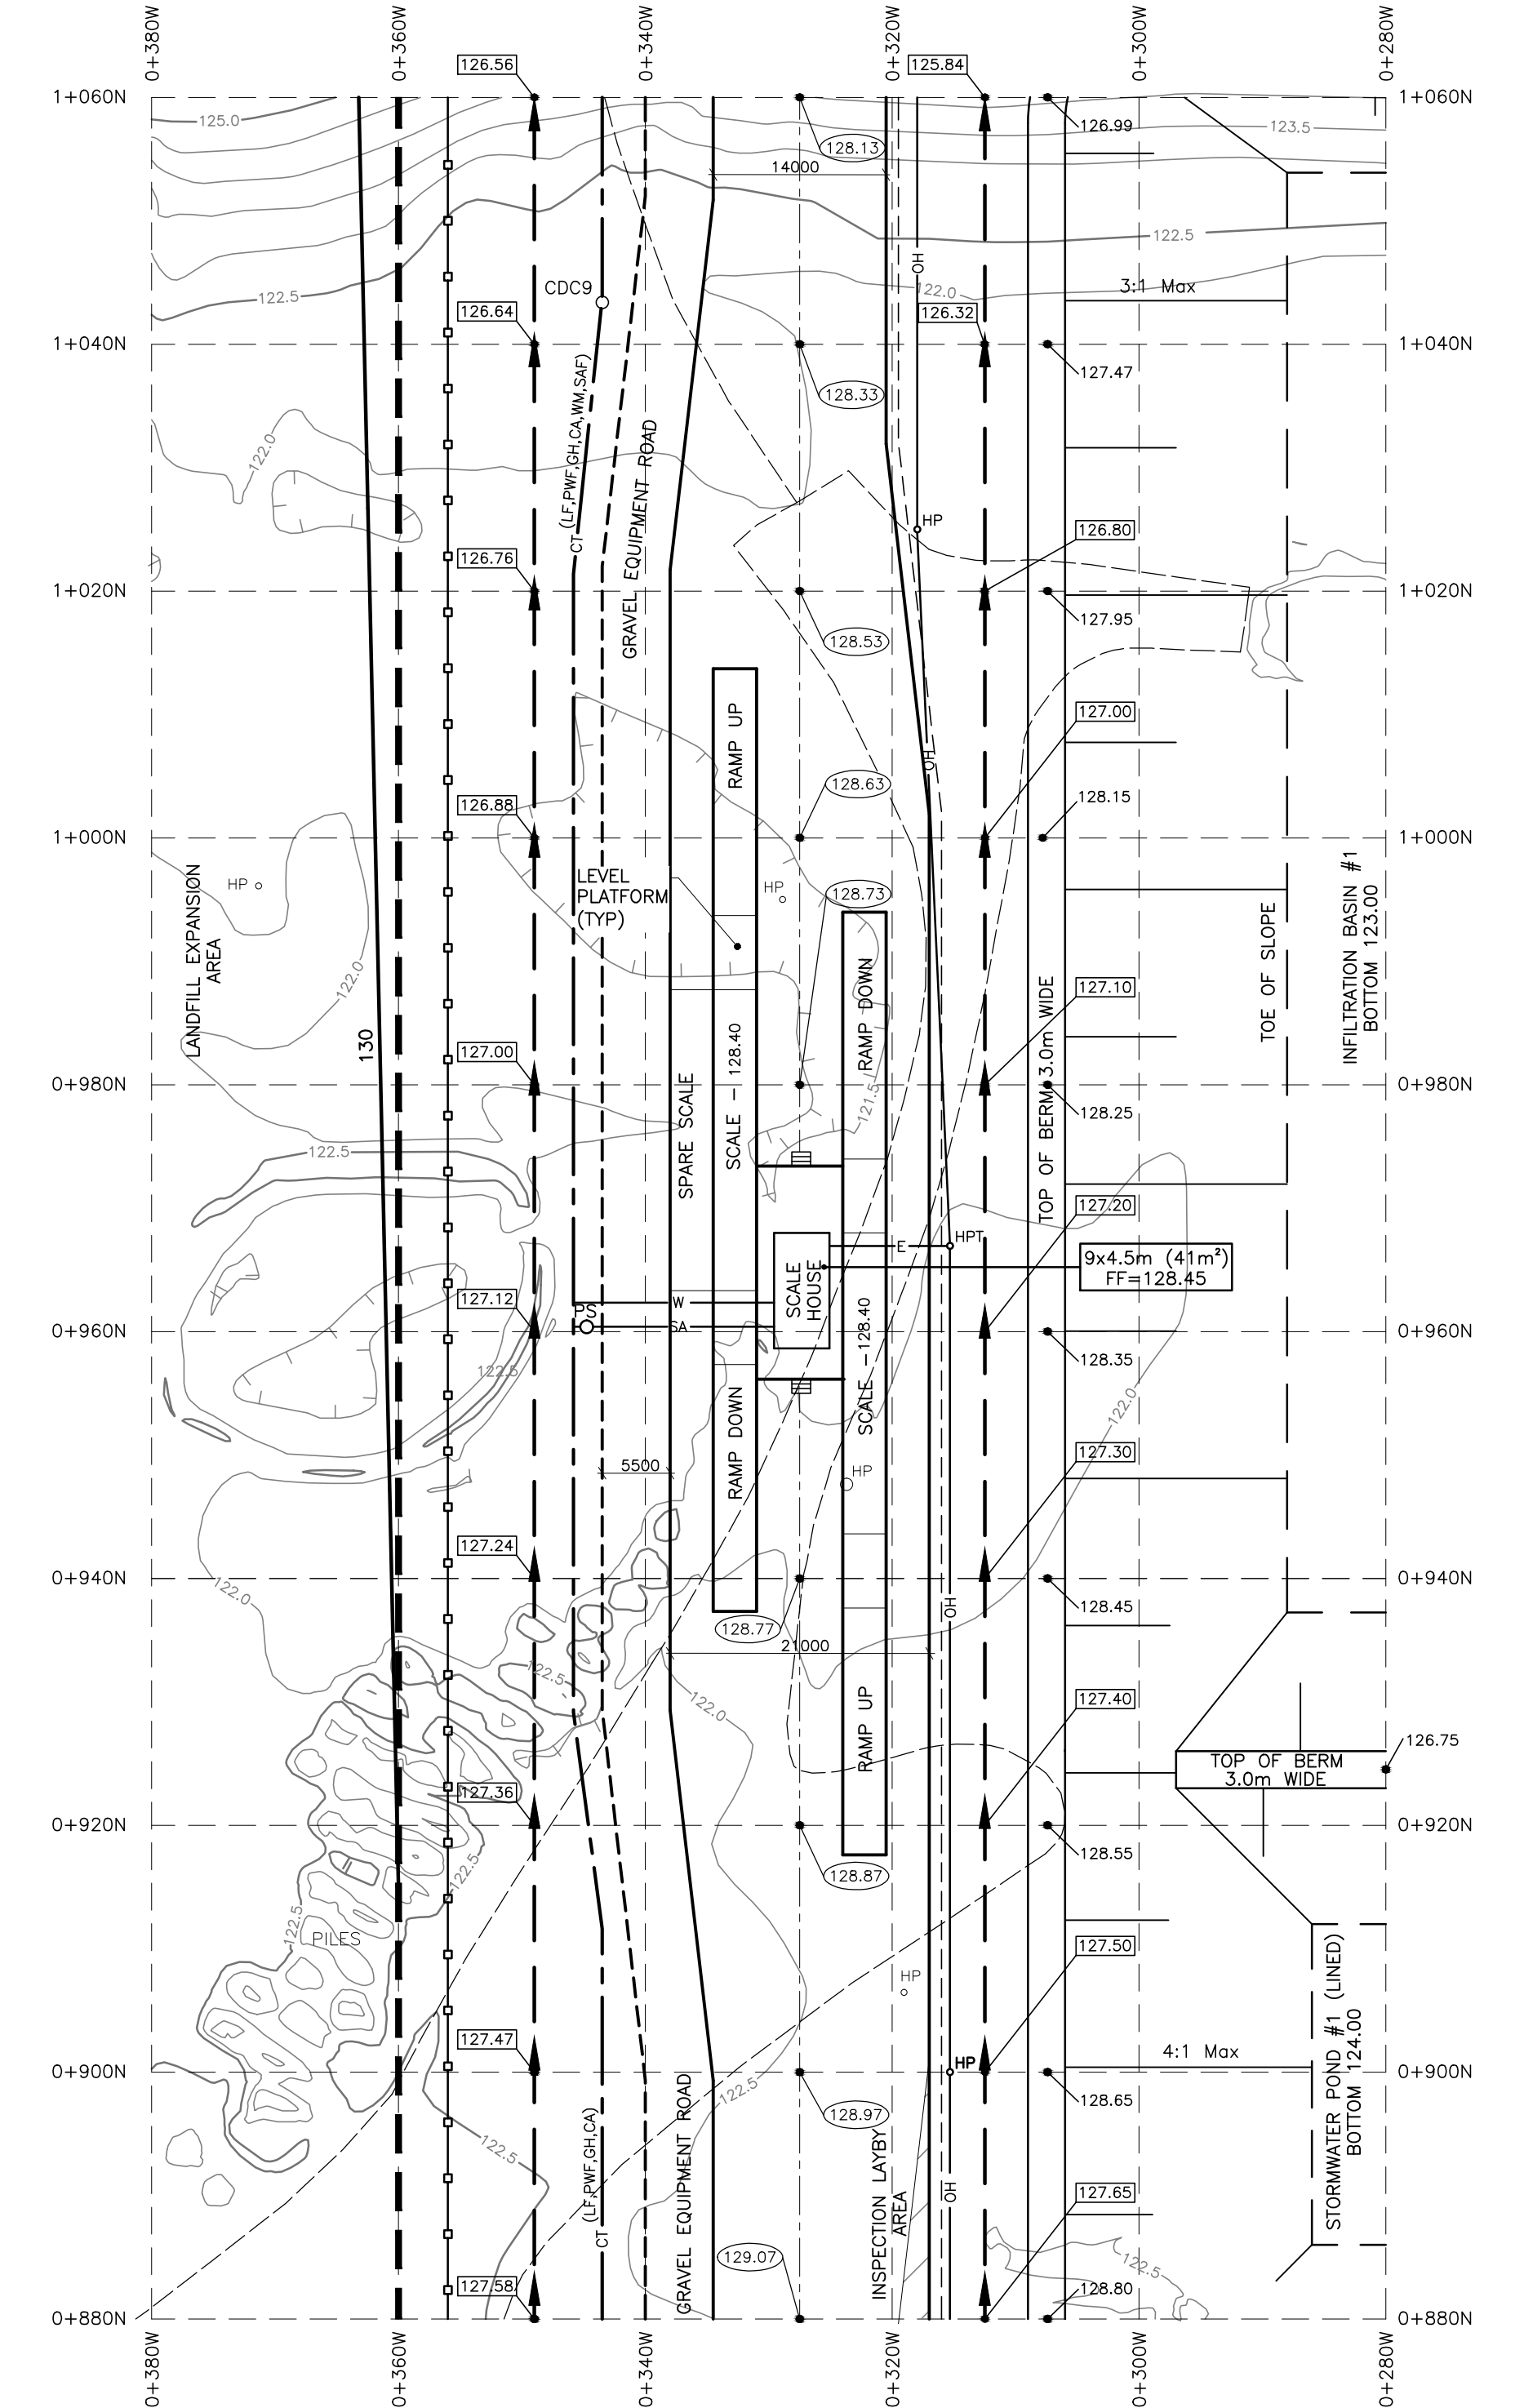 0+380W
0+360W
0+340W
0+320W
0+300W
0+280W
126.56
125.84
1+060N
1+060N
125.0
126.99
123.5
128.13
14000
122.5
122.5
OH
CDC9
122.0
3:1 Max
126.64
126.32
1+040N
1+040N
127.47
128.33
(LF,PWF,GH,CA,WM,SAF)
CT
GRAVEL EQUIPMENT ROAD
122.0
HP
126.80
126.76
1+020N
1+020N
127.95
128.53
RAMP UP
127.00
OH
128.63
128.15
126.88
1+000N
1+000N
LANDFILL EXPANSION
AREA
HP
LEVEL
PLATFORM
(TYP)
HP
128.73
TOE OF SLOPE
INFILTRATION BASIN #1
BOTTOM 123.00
122.0
130
RAMP DOWN
127.10
127.00
0+980N
0+980N
121.5
TOP OF BERM 3.0m WIDE
128.25
SPARE SCALE
SCALE - 128.40
122.5
127.20
E
HPT
9x4.5m (41m²)
FF=128.45
SCALE
HOUSE
127.12
W
PS
SA
0+960N
0+960N
128.35
SCALE - 128.40
122.5
122.0
RAMP DOWN
5500
HP
127.30
127.24
0+940N
0+940N
122.0
128.45
OH
128.77
21000
122.5
122.0
RAMP UP
127.40
126.75
TOP OF BERM
3.0m WIDE
127.36
0+920N
0+920N
128.55
128.87
122.5
122.5
PILES
127.50
HP
127.47
HP
4:1 Max
0+900N
0+900N
STORMWATER POND #1 (LINED)
BOTTOM 124.00
122.5
128.65
128.97
122.5
(LF,PWF,GH,CA)
CT
GRAVEL EQUIPMENT ROAD
INSPECTION LAYBY
AREA
OH
127.65
129.07
122.5
127.58
128.80
0+880N
0+880N
0+380W
0+360W
0+340W
0+320W
0+300W
0+280W